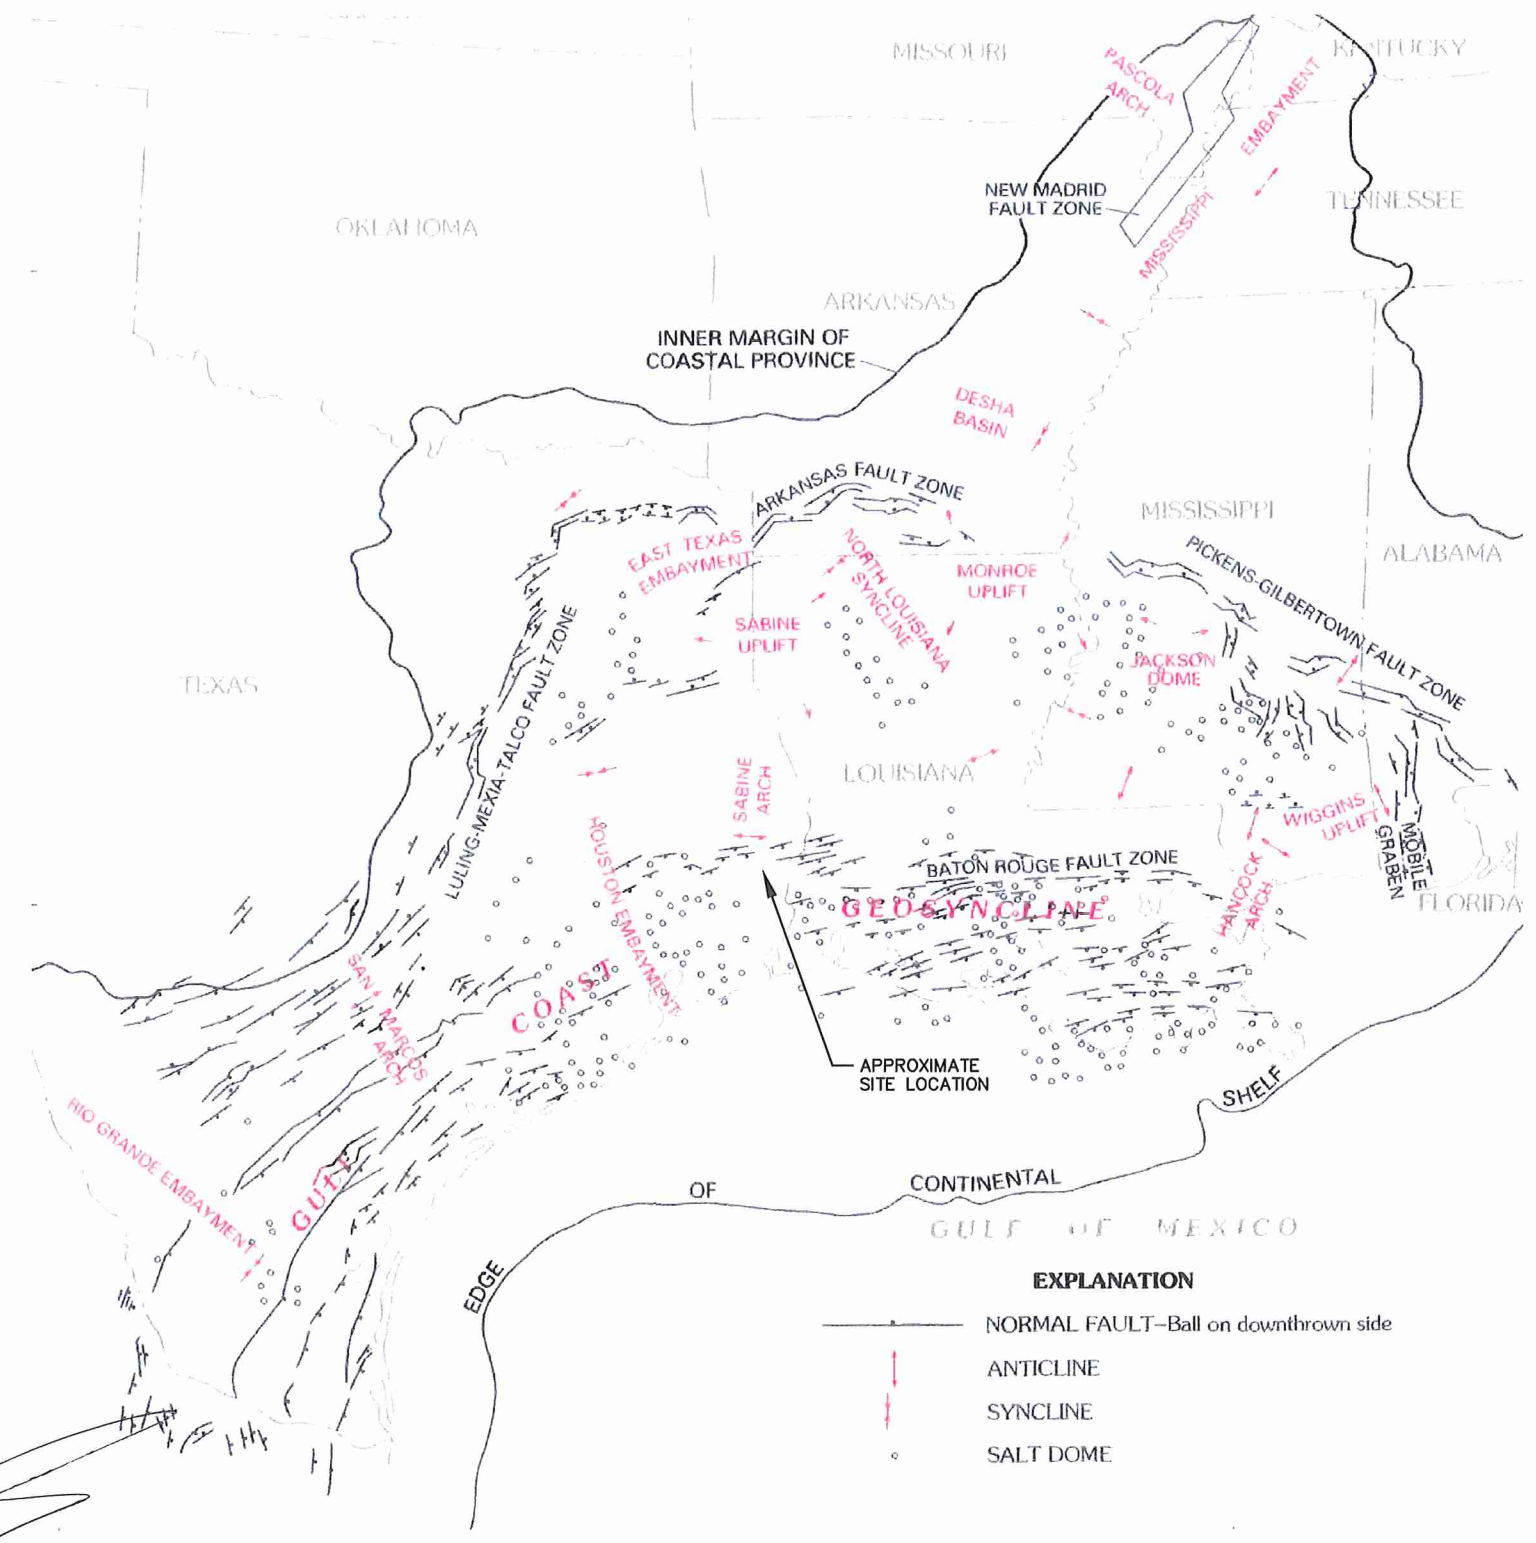 MISSOURI
KENTUCKY
PASCOLA
ARCH
EMBAYMENT
NEW MADRID
FAULT ZONE
MISSISSIPPI
TENNESSEE
OKLAHOMA
ARKANSAS
INNER MARGIN OF
COASTAL PROVINCE
DESHA
BASIN
ARKANSAS FAULT ZONE
MISSISSIPPI
ALABAMA
PICKENS-GILBERTOWN FAULT ZONE
EAST TEXAS
EMBAYMENT
NORTH LOUISIANA
SYNCLINE
MONROE
UPLIFT
SABINE
UPLIFT
JACKSON
DOME
TEXAS
LULING-MEXIA-TALCO FAULT ZONE
LOUISIANA
SABINE
ARCH
HOUSTON EMBAYMENT
WIGGINS
UPLIFT
MOBILE
GRABEN
BATON ROUGE FAULT ZONE
HANCOCK
ARCH
FLORIDA
GEOSYNCLINE
SAN MARCOS
ARCH
COAST
APPROXIMATE
SITE LOCATION
RIO GRANDE EMBAYMENT
GULF
SHELF
CONTINENTAL
OF
EDGE
GULF OF MEXICO
EXPLANATION
NORMAL FAULT–Ball on downthrown side
ANTICLINE
SYNCLINE
SALT DOME